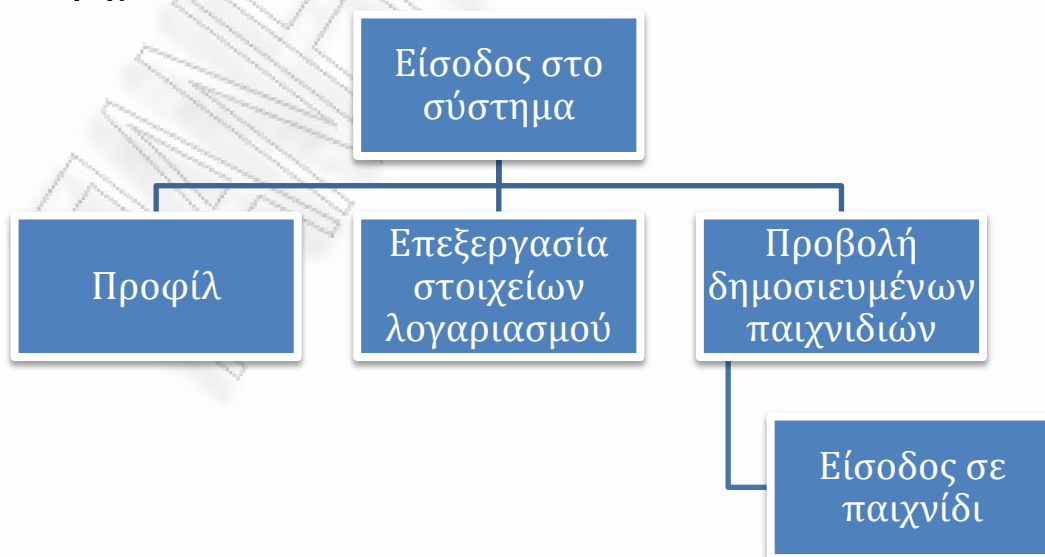 Είσοδος στο
σύστημα
Προφίλ
Επεξεργασία
στοιχείων
λογαριασμού
Προβολή
δημοσιευμένων
παιχνιδιών
Είσοδος σε
παιχνίδι